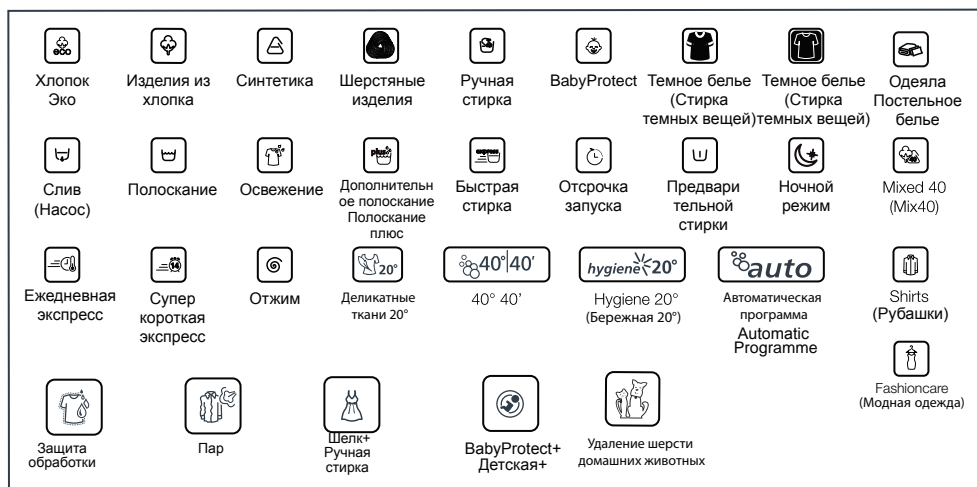 eco
Хлопок
Эко
Изделия из
хлопка
Синтетика
Шерстяные
изделия
Ручная
стирка
BabyProtect
Темное белье
(Стирка
темных вещей)
Темное белье
(Стирка
темных вещей)
Одеяла
Постельное
белье
Слив
(Насос)
Полоскание
Освежение
plus
Дополнительн
ое полоскание
Полоскание
плюс
express
Быстрая
стирка
Отсрочка
запуска
Предвари
тельной
стирки
Ночной
режим
Mixed 40
(Mix40)
Ежедневная
экспресс
14
Супер
короткая
экспресс
Отжим
20°
Деликатные
ткани 20°
40°|40'
40° 40’
hygiene 20°
Hygiene 20°
(Бережная 20°)
auto
Автоматическая
программа
Automatic
Programme
Shirts
(Рубашки)
Fashioncare
(Модная одежда)
Защита
обработки
Пар
Шелк+
Ручная
стирка
BabyProtect+
Детская+
Удаление шерсти
домашних животных